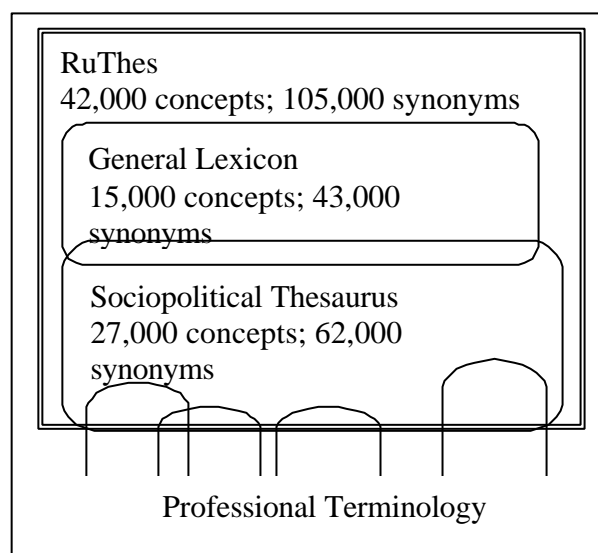 RuThes
42,000 concepts; 105,000 synonyms
General Lexicon
15,000 concepts; 43,000
synonyms
Sociopolitical Thesaurus
27,000 concepts; 62,000
synonyms
Professional Terminology